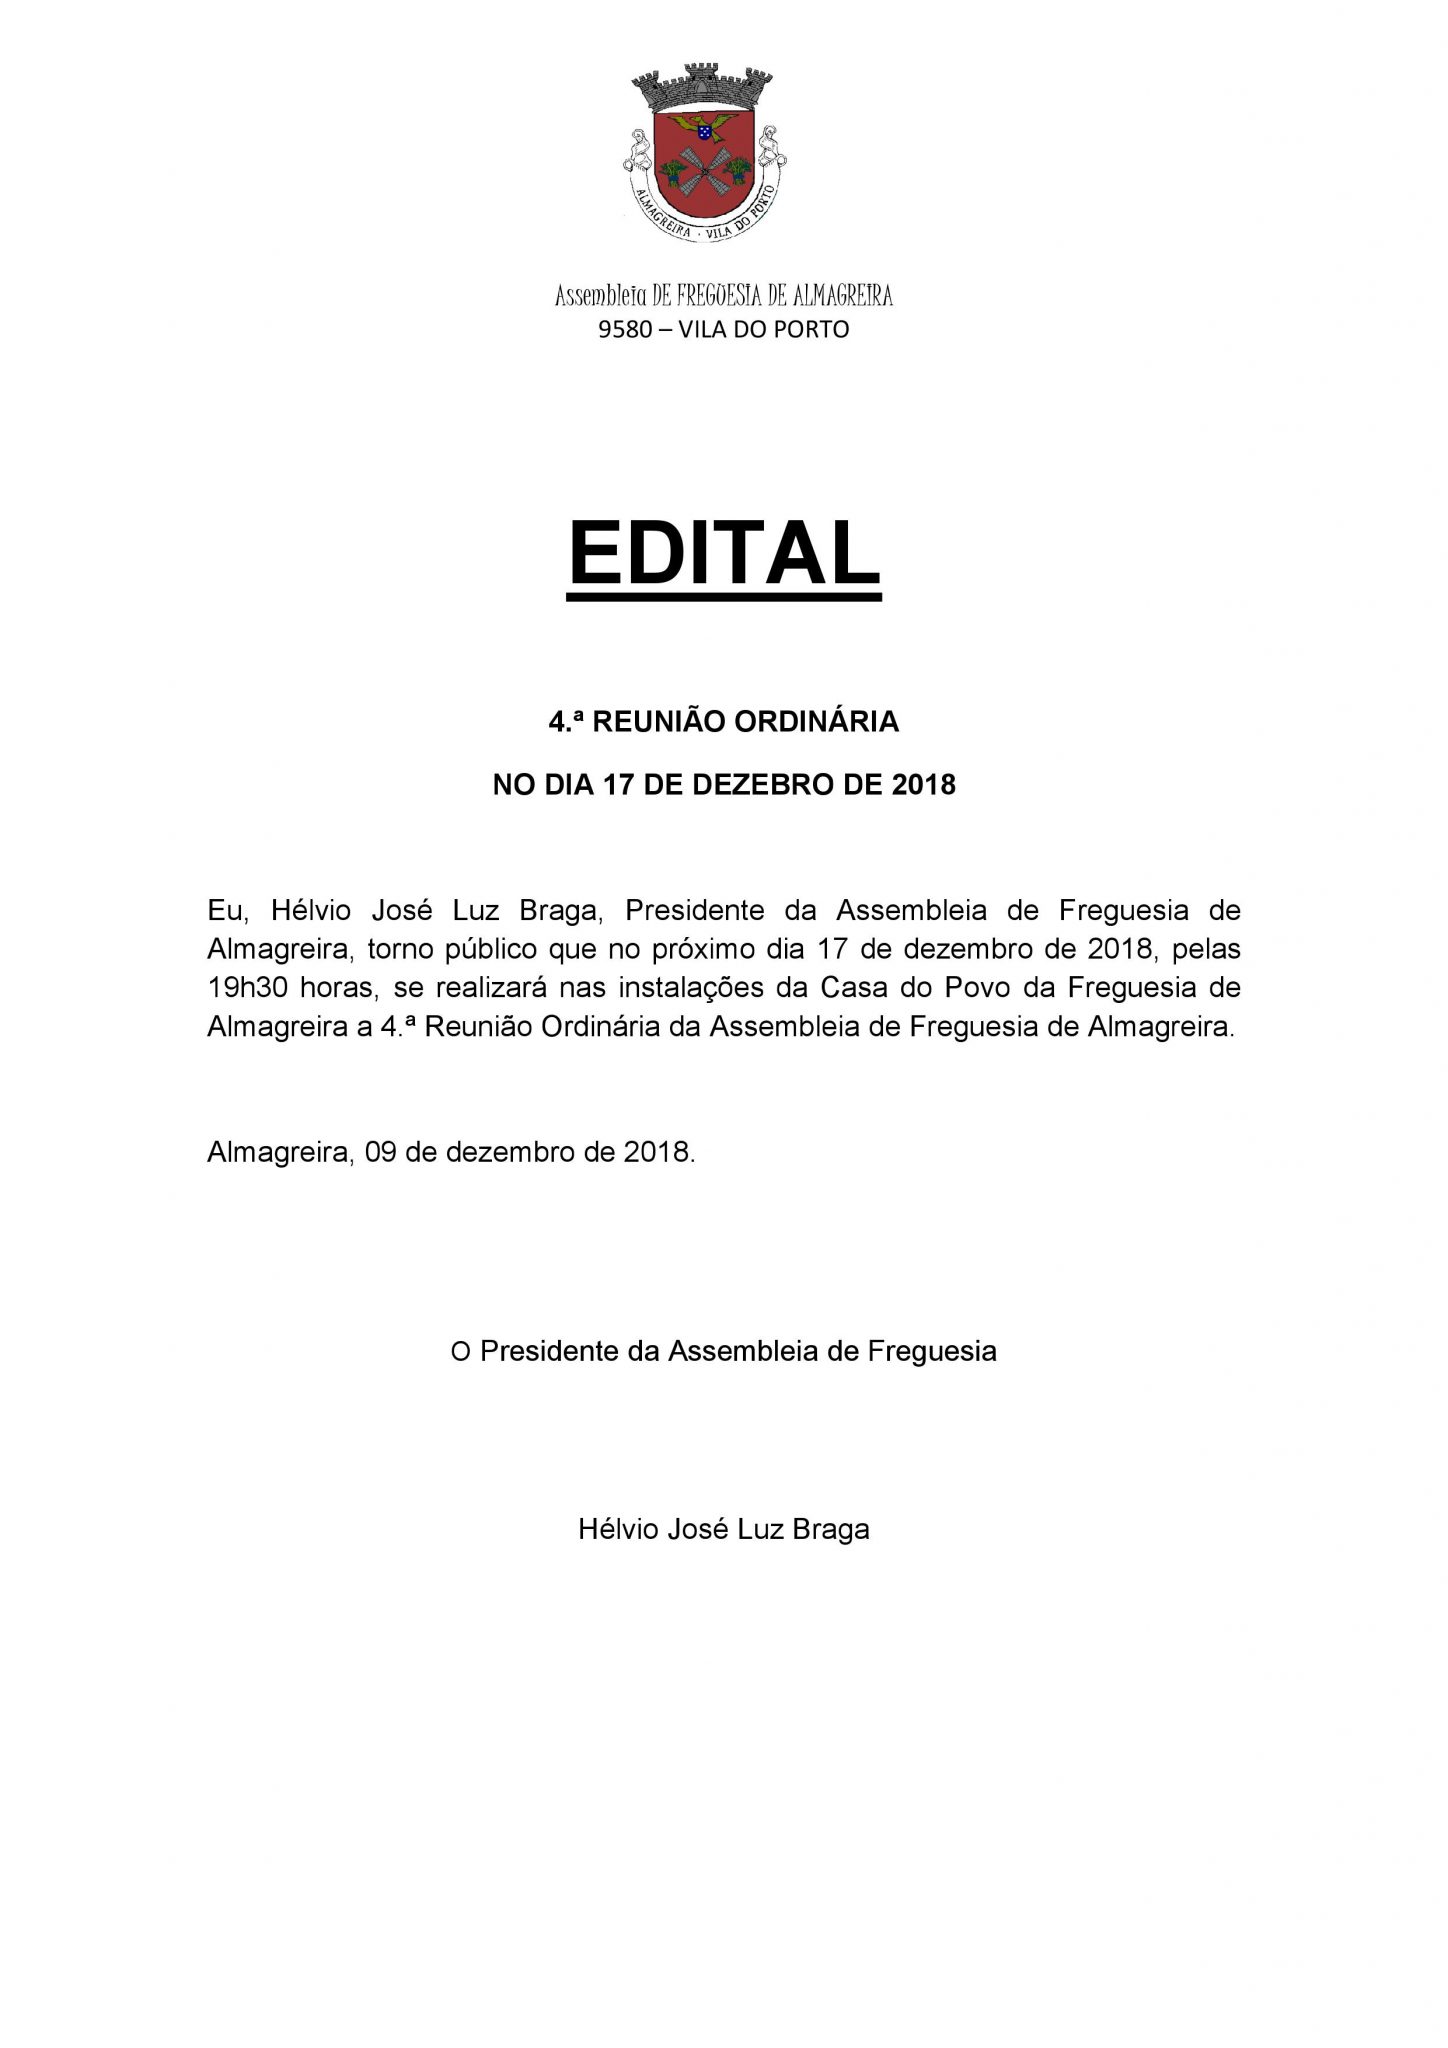 ALMAGREIRA - VILA DO PORTO
Assembleia DE FREGUESIA DE ALMAGREIRA
9580 – VILA DO PORTO
EDITAL
4.ª REUNIÃO ORDINÁRIA
NO DIA 17 DE DEZEBRO DE 2018
Eu, Hélvio José Luz Braga, Presidente da Assembleia de Freguesia de
Almagreira, torno público que no próximo dia 17 de dezembro de 2018, pelas
19h30 horas, se realizará nas instalações da Casa do Povo da Freguesia de
Almagreira a 4.ª Reunião Ordinária da Assembleia de Freguesia de Almagreira.
Almagreira, 09 de dezembro de 2018.
O Presidente da Assembleia de Freguesia
Hélvio José Luz Braga